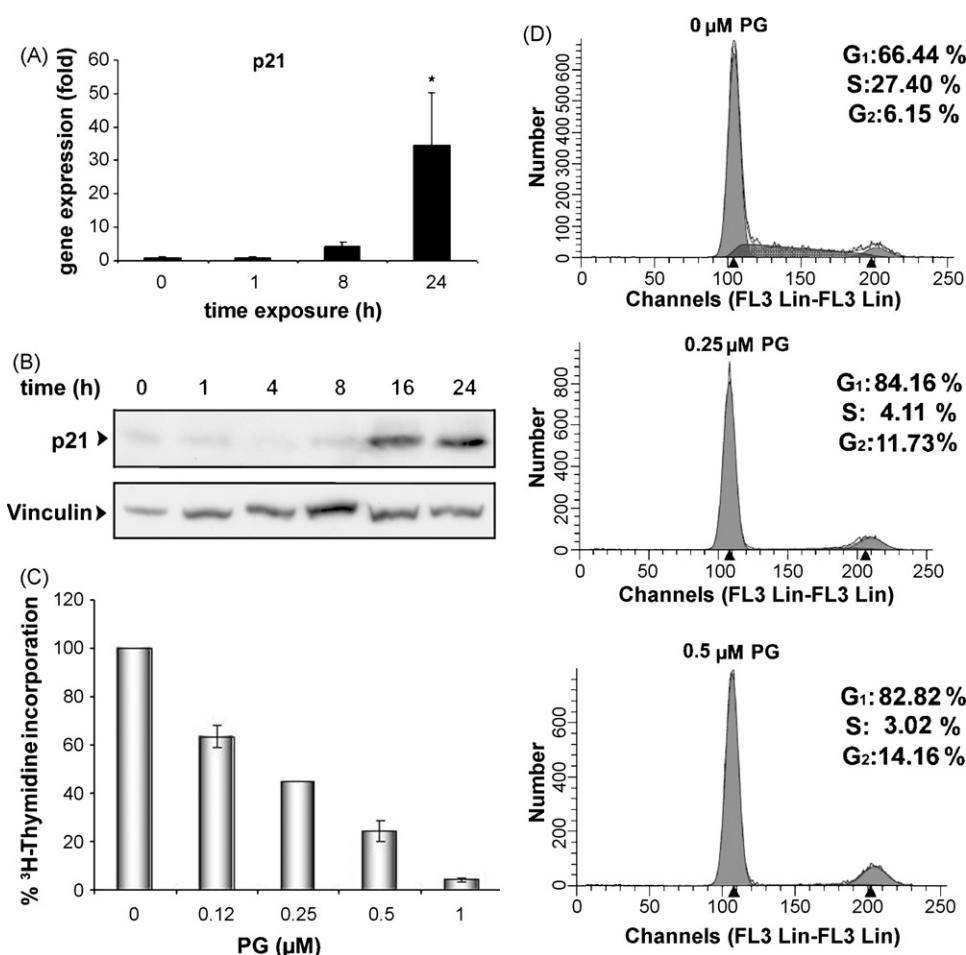 (A)
p21
gene expression (fold)
60
50
40
30
20
10
0
*
0 1 8 24
time exposure (h)
(B)
time (h) 0 1 4 8 16 24
p21
Vinculin
(C)
% ³H-Thymidine incorporation
120
100
80
60
40
20
0
0 0.12 0.25 0.5 1
PG (µM)
(D)
0 µM PG
G₁:66.44 %
S:27.40 %
G₂:6.15 %
Number
0 100 200 300 400 500 600
0 50 100 150 200 250
Channels (FL3 Lin-FL3 Lin)
0.25 µM PG
G₁:84.16 %
S: 4.11 %
G₂:11.73 %
Number
0 200 400 600 800
0 50 100 150 200 250
Channels (FL3 Lin-FL3 Lin)
0.5 µM PG
G₁:82.82 %
S: 3.02 %
G₂:14.16 %
Number
0 200 400 600
0 50 100 150 200 250
Channels (FL3 Lin-FL3 Lin)